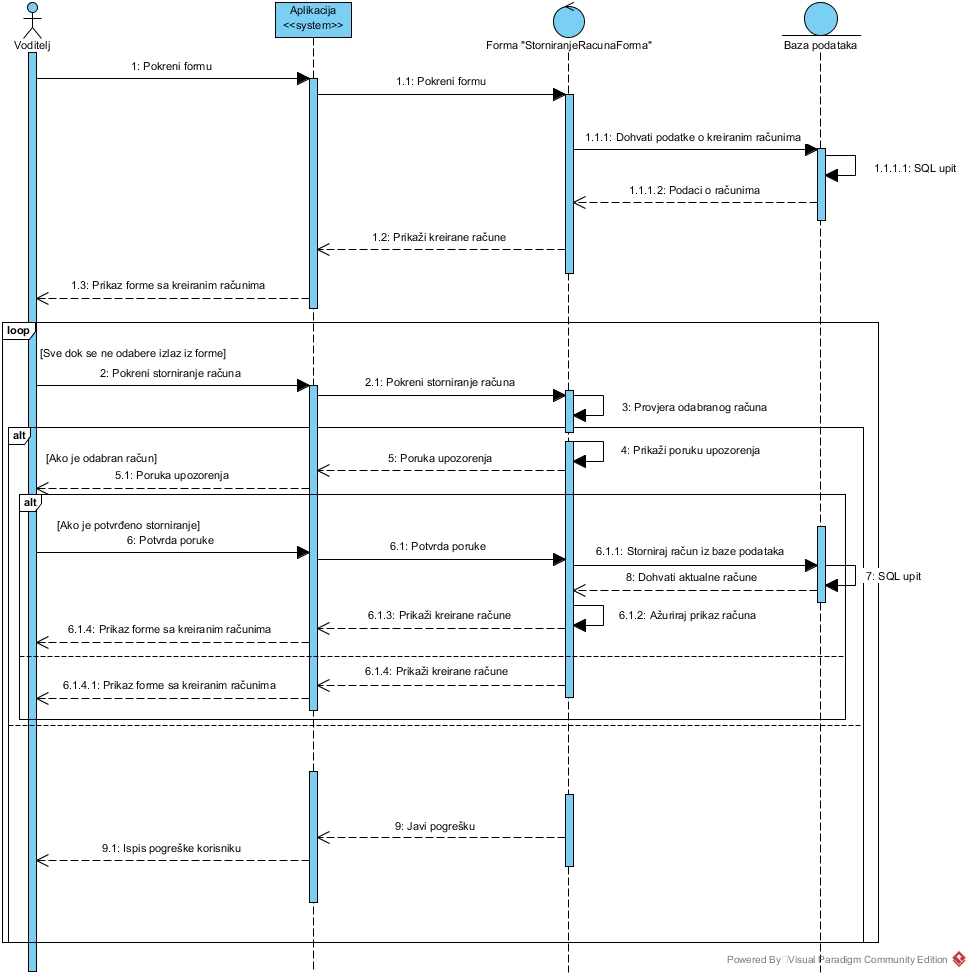 Voditelj
Aplikacija
<<system>>
Forma "StorniranjeRacunaForma"
Baza podataka
1: Pokreni formu
1.1: Pokreni formu
1.1.1: Dohvati podatke o kreiranim računima
1.1.1.1: SQL upit
1.1.1.2: Podaci o računima
1.2: Prikaži kreirane račune
1.3: Prikaz forme sa kreiranim računima
loop
[Sve dok se ne odabere izlaz iz forme]
2: Pokreni storniranje računa
2.1: Pokreni storniranje računa
3: Provjera odabranog računa
alt
[Ako je odabran račun]
4: Prikaži poruku upozorenja
5: Poruka upozorenja
5.1: Poruka upozorenja
alt
[Ako je potvrđeno storniranje]
6: Potvrda poruke
6.1: Potvrda poruke
6.1.1: Storniraj račun iz baze podataka
7: SQL upit
8: Dohvati aktualne račune
6.1.2: Ažuriraj prikaz računa
6.1.3: Prikaži kreirane račune
6.1.4: Prikaz forme sa kreiranim računima
6.1.4: Prikaži kreirane račune
6.1.4.1: Prikaz forme sa kreiranim računima
9: Javi pogrešku
9.1: Ispis pogreške korisniku
Powered By Visual Paradigm Community Edition